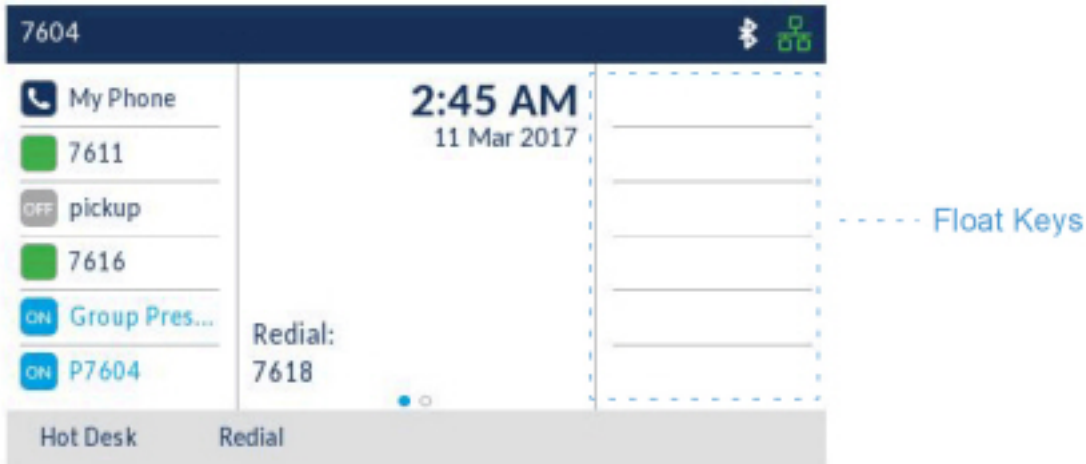 7604
My Phone
7611
OFF pickup
7616
ON Group Pres...
ON P7604
2:45 AM
11 Mar 2017
Redial:
7618
Float Keys
Hot Desk Redial